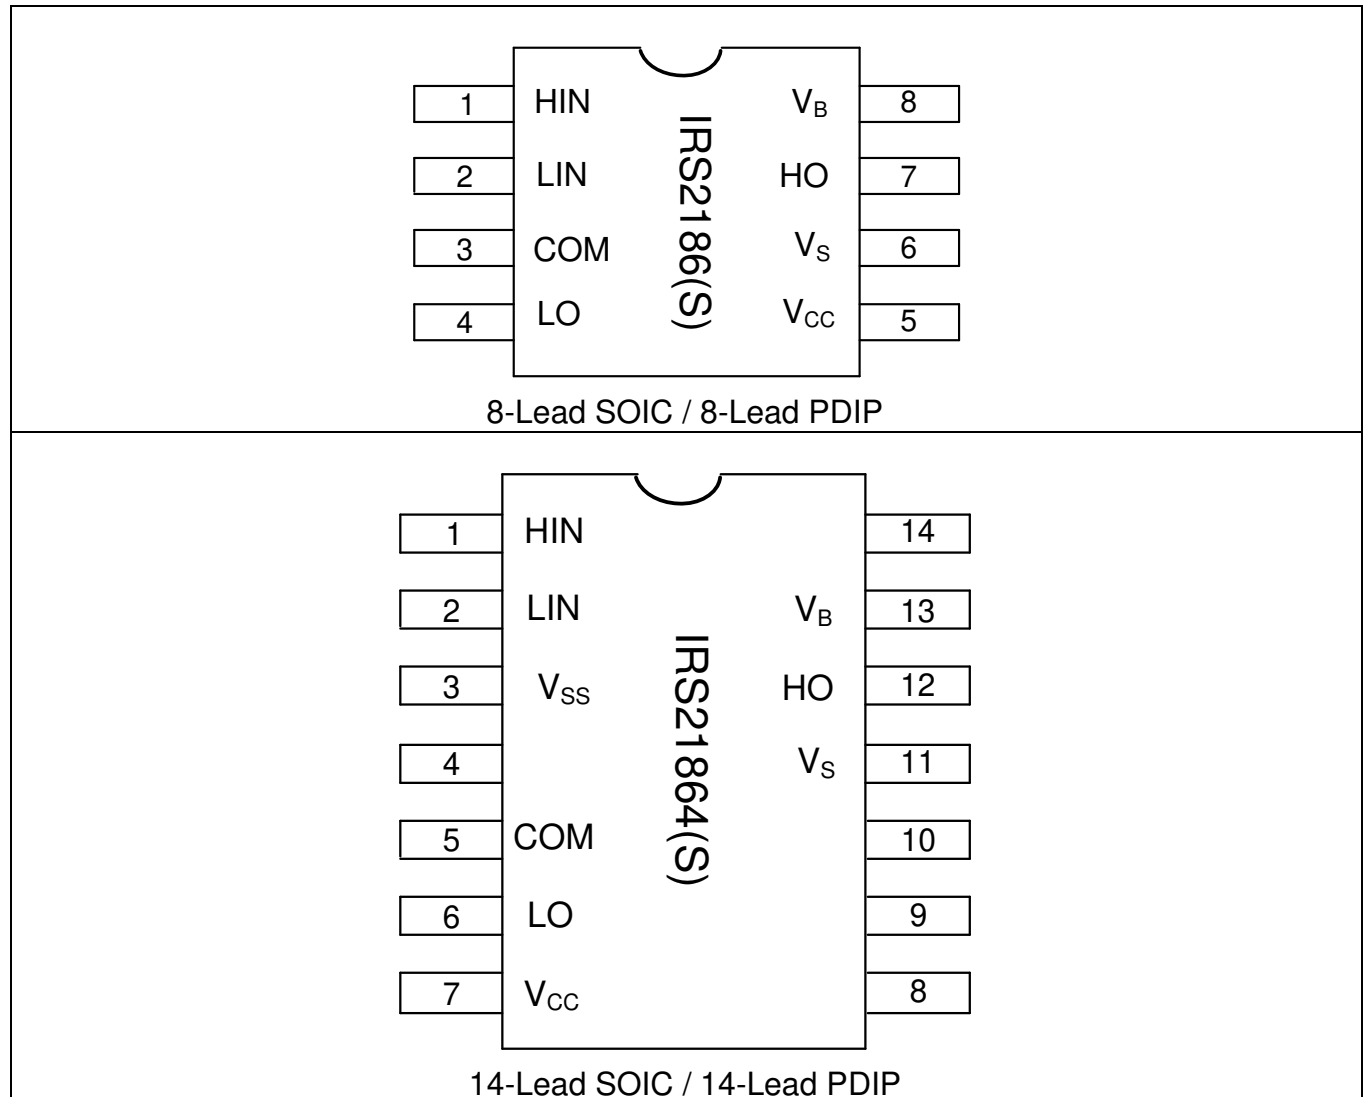 1 HIN V_B 8
2 LIN HO 7
3 COM V_S 6
4 LO V_CC 5
IRS2186(S)
8-Lead SOIC / 8-Lead PDIP
1 HIN 14
2 LIN V_B 13
3 V_SS HO 12
4 V_S 11
5 COM 10
6 LO 9
7 V_CC 8
IRS21864(S)
14-Lead SOIC / 14-Lead PDIP